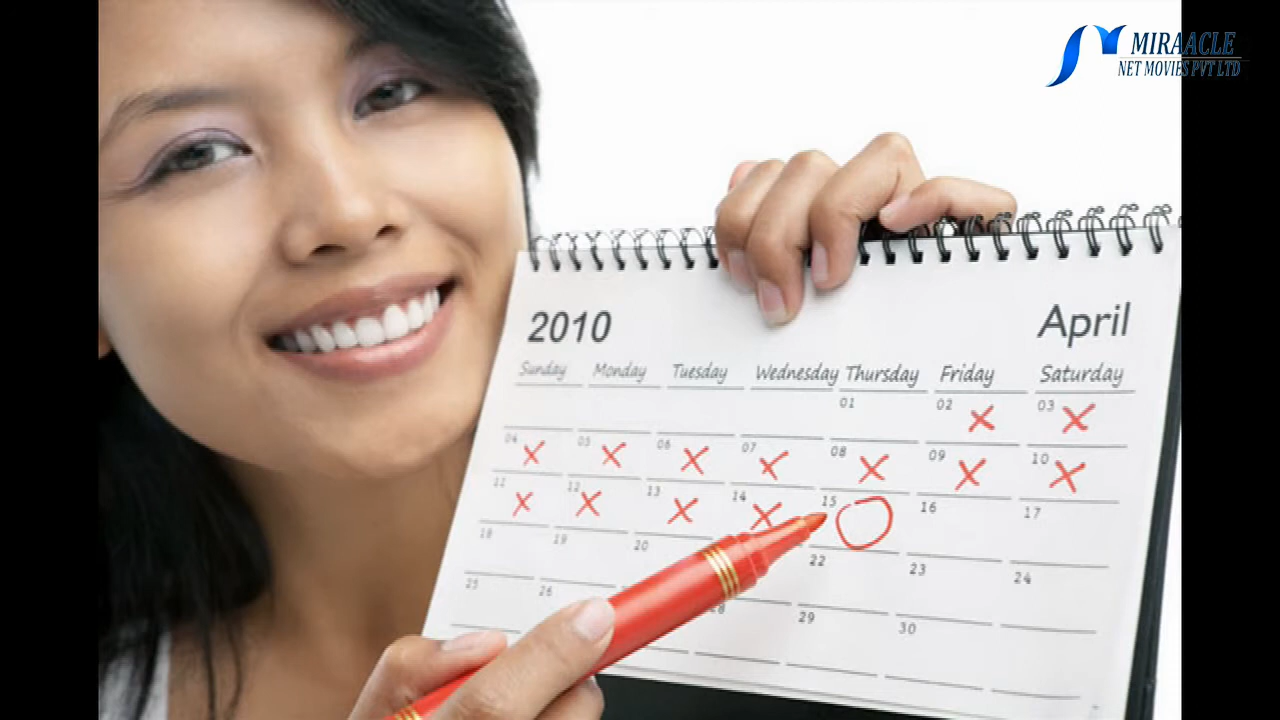 MIRAACLE
NET MOVIES PVT LTD
2010 April
Sunday Monday Tuesday Wednesday Thursday Friday Saturday
01 02 03
04 05 06 07 08 09 10
11 12 13 14 15 16 17
18 19 20 22 23 24
25 26 28 29 30